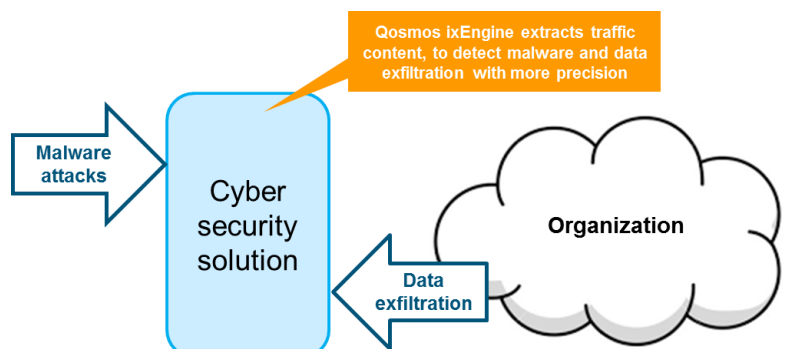 Qosmos ixEngine extracts traffic
content, to detect malware and data
exfiltration with more precision
Malware
attacks
Cyber
security
solution
Organization
Data
exfiltration